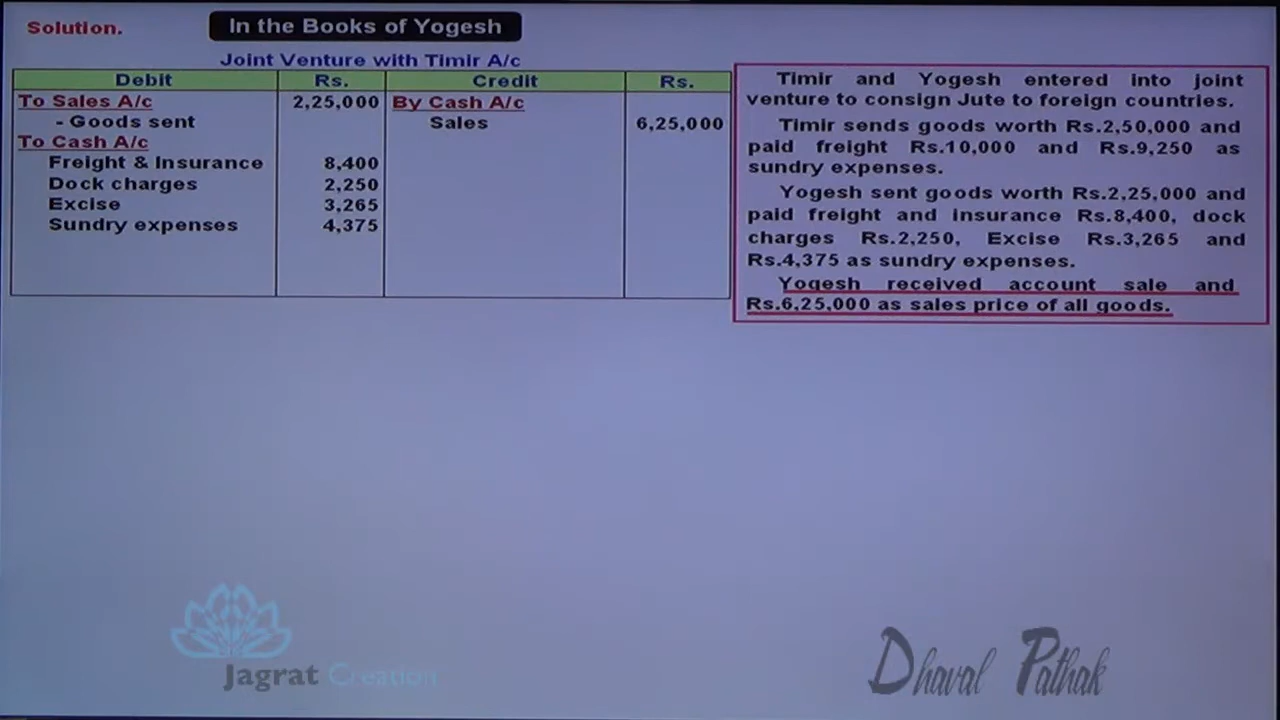 Solution.
In the Books of Yogesh
Joint Venture with Timir A/c
Debit Rs. Credit Rs.
To Sales A/c 2,25,000 By Cash A/c
- Goods sent Sales 6,25,000
To Cash A/c
Freight & Insurance 8,400
Dock charges 2,250
Excise 3,265
Sundry expenses 4,375
Timir and Yogesh entered into joint
venture to consign Jute to foreign countries.
Timir sends goods worth Rs.2,50,000 and
paid freight Rs.10,000 and Rs.9,250 as
sundry expenses.
Yogesh sent goods worth Rs.2,25,000 and
paid freight and insurance Rs.8,400, dock
charges Rs.2,250, Excise Rs.3,265 and
Rs.4,375 as sundry expenses.
Yogesh received account sale and
Rs.6,25,000 as sales price of all goods.
Jagrat Creation
Dhaval Pathak